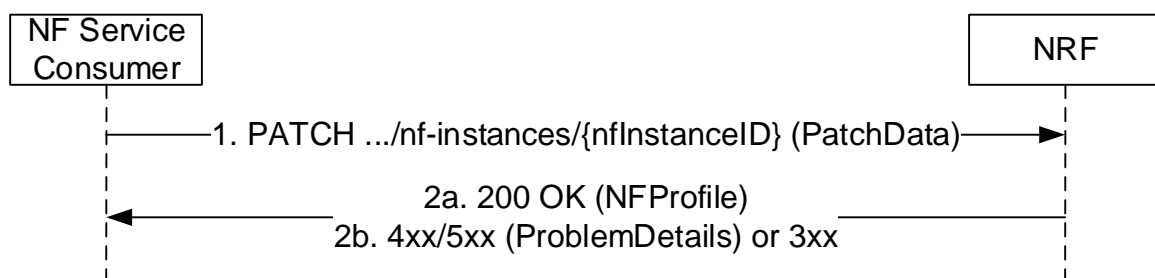 NF Service
Consumer
NRF
1. PATCH .../nf-instances/{nfInstanceID} (PatchData)
2a. 200 OK (NFProfile)
2b. 4xx/5xx (ProblemDetails) or 3xx